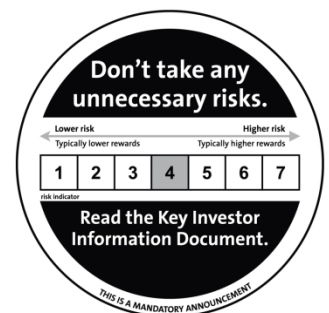 Don't take any
unnecessary risks.
Lower risk Higher risk
Typically lower rewards Typically higher rewards
1 2 3 4 5 6 7
risk indicator
Read the Key Investor
Information Document.
THIS IS A MANDATORY ANNOUNCEMENT